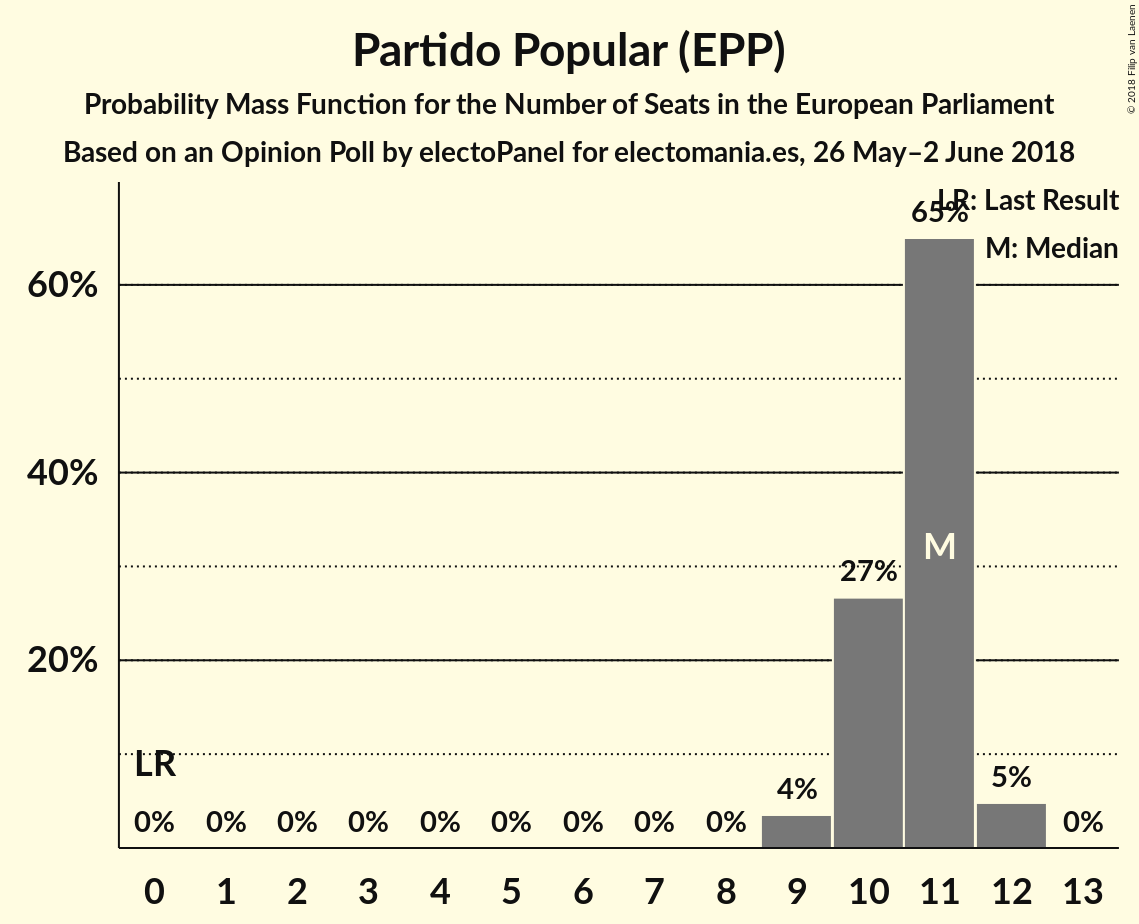 Partido Popular (EPP)
Probability Mass Function for the Number of Seats in the European Parliament
Based on an Opinion Poll by electoPanel for electomania.es, 26 May–2 June 2018
© 2018 Filip van Laenen
LR: Last Result
M: Median
65%
60%
40%
M
27%
20%
LR
5%
4%
0% 0% 0% 0% 0% 0% 0% 0% 0% 0%
0 1 2 3 4 5 6 7 8 9 10 11 12 13